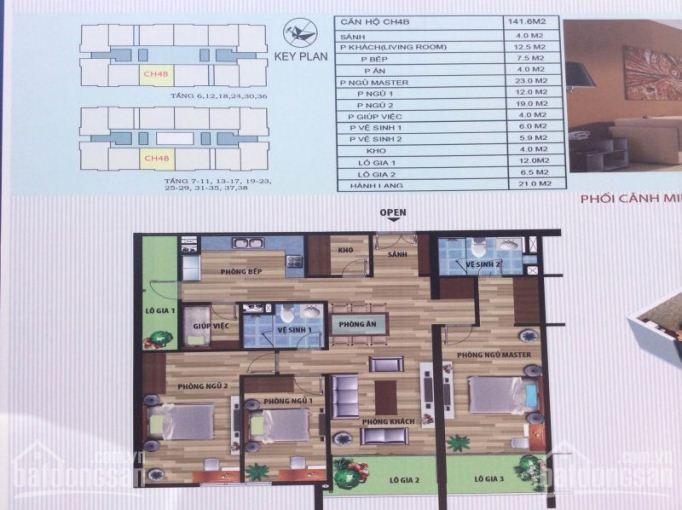 KEY PLAN
CH4B
TẦNG 6,12,18,24,30,36
CH4B
TẦNG 7-11, 13-17, 19-23,
25-29, 31-35, 37,38
CĂN HỘ CH4B 141.6M2
SẢNH 4.0 M2
P KHÁCH(LIVING ROOM) 12.5 M2
P BẾP 7.5 M2
P ĂN 4.0 M2
P NGỦ MASTER 23.0 M2
P NGỦ 1 12.0 M2
P NGỦ 2 19.0 M2
P GIÚP VIỆC 4.0 M2
P VỆ SINH 1 6.0 M2
P VỆ SINH 2 5.9 M2
KHO 4.0 M2
LÔ GIA 1 12.0M2
LÔ GIA 2 6.5 M2
HÀNH LANG 21.0 M2
PHỐI CẢNH
OPEN
KHO
SẢNH
VỆ SINH 2
PHÒNG BẾP
LÔ GIA 1
GIÚP VIỆC
VỆ SINH 1
PHÒNG ĂN
PHÒNG NGỦ MASTER
PHÒNG NGỦ 2
PHÒNG NGỦ 1
PHÒNG KHÁCH
LÔ GIA 2
LÔ GIA 3